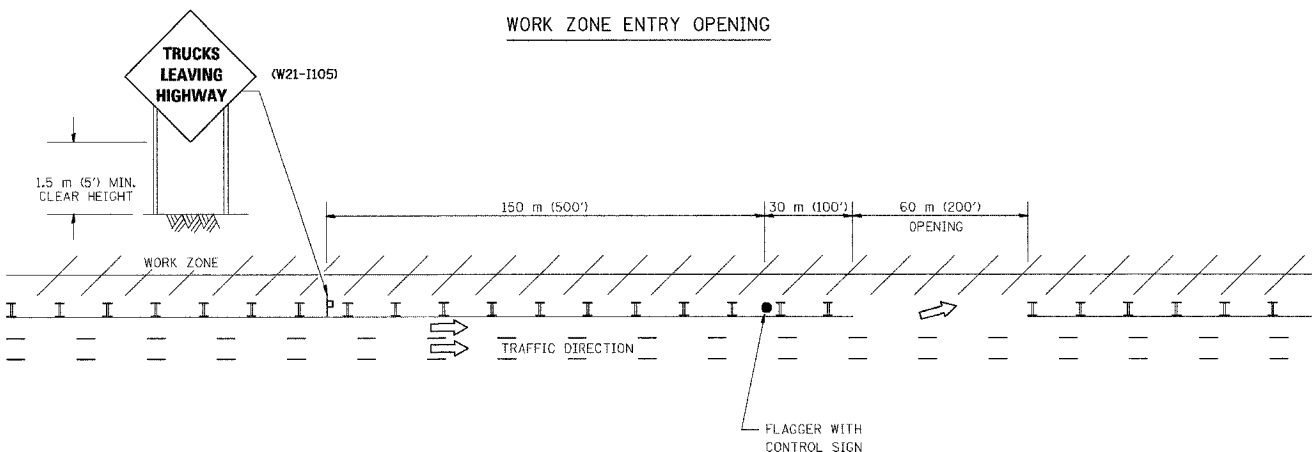 WORK ZONE ENTRY OPENING
TRUCKS
LEAVING
HIGHWAY
(W21-I105)
1.5 m (5') MIN.
CLEAR HEIGHT
150 m (500')
30 m (100')
60 m (200')
OPENING
WORK ZONE
TRAFFIC DIRECTION
FLAGGER WITH
CONTROL SIGN